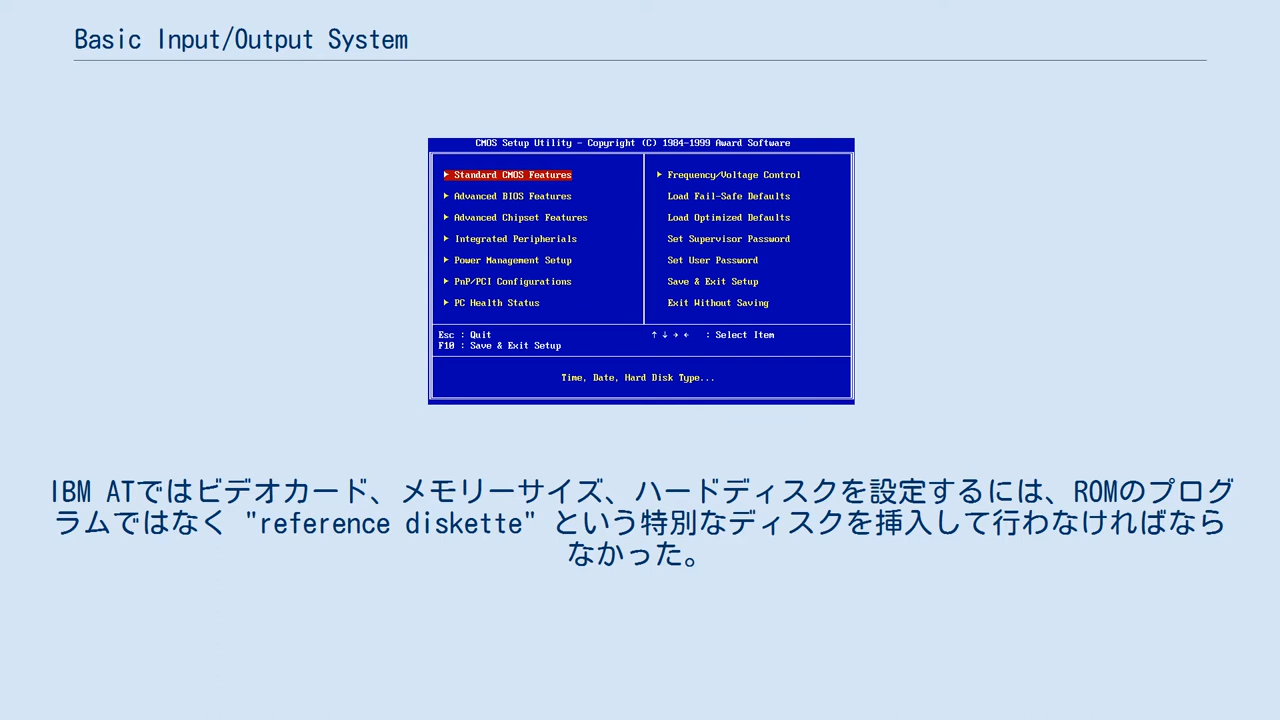 Basic Input/Output System
CMOS Setup Utility - Copyright (C) 1984-1999 Award Software
Standard CMOS Features
Advanced BIOS Features
Advanced Chipset Features
Integrated Peripherials
Power Management Setup
PnP/PCI Configurations
PC Health Status
Frequency/Voltage Control
Load Fail-Safe Defaults
Load Optimized Defaults
Set Supervisor Password
Set User Password
Save & Exit Setup
Exit Without Saving
Esc : Quit
F10 : Save & Exit Setup
↑ ↓ → ← : Select Item
Time, Date, Hard Disk Type...
IBM ATではビデオカード、メモリーサイズ、ハードディスクを設定するには、ROMのプログ
ラムではなく "reference diskette" という特別なディスクを挿入して行わなければなら
なかった。